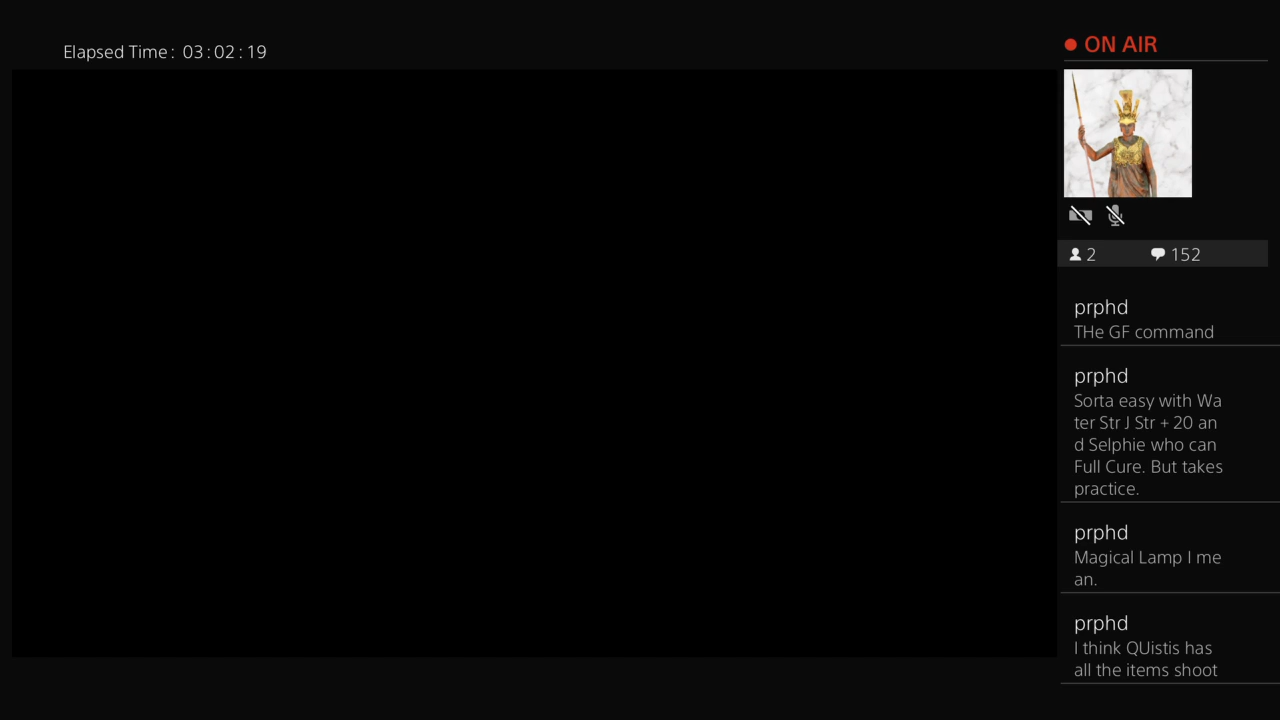 Elapsed Time: 03:02:19
ON AIR
2 152
prphd
THe GF command
prphd
Sorta easy with Wa
ter Str J Str + 20 an
d Selphie who can
Full Cure. But takes
practice.
prphd
Magical Lamp I me
an.
prphd
I think QUistis has
all the items shoot